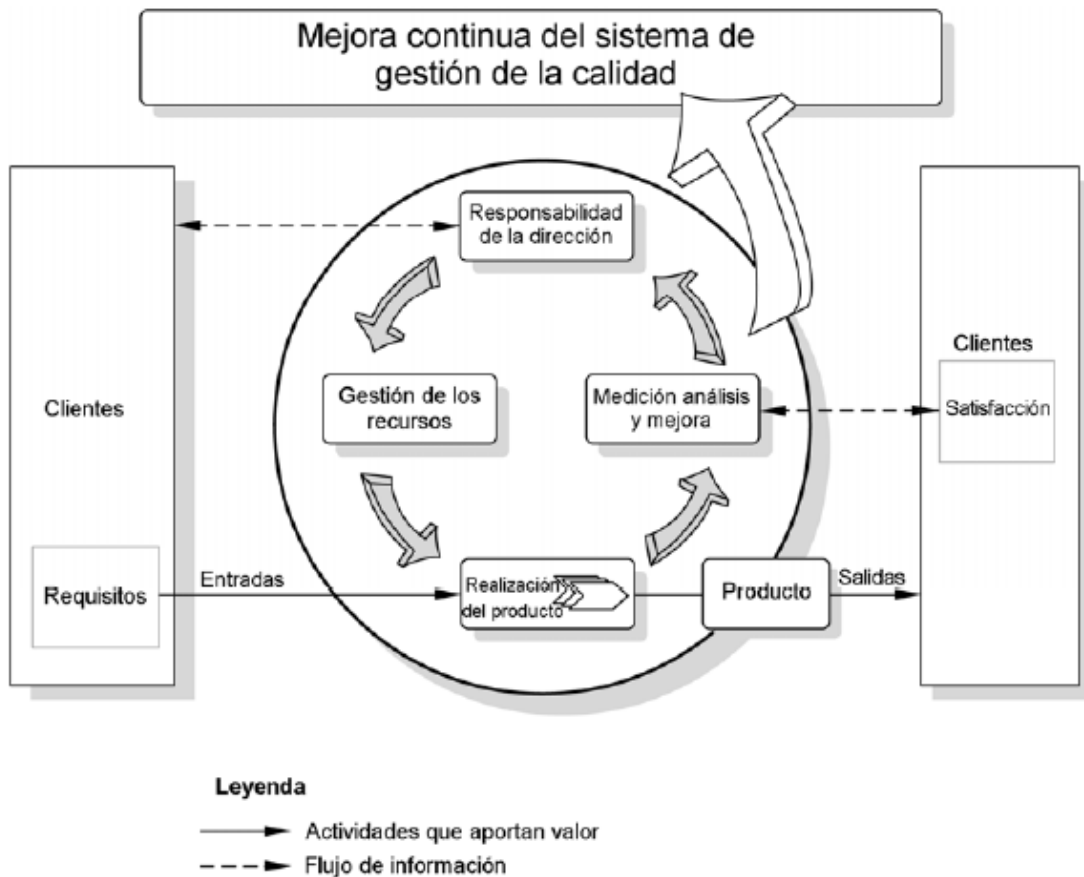 Mejora continua del sistema de
gestión de la calidad
Responsabilidad
de la dirección
Clientes
Gestión de los
recursos
Medición análisis
y mejora
Clientes
Satisfacción
Requisitos
Entradas
Realización
del producto
Producto
Salidas
Leyenda
Actividades que aportan valor
Flujo de información